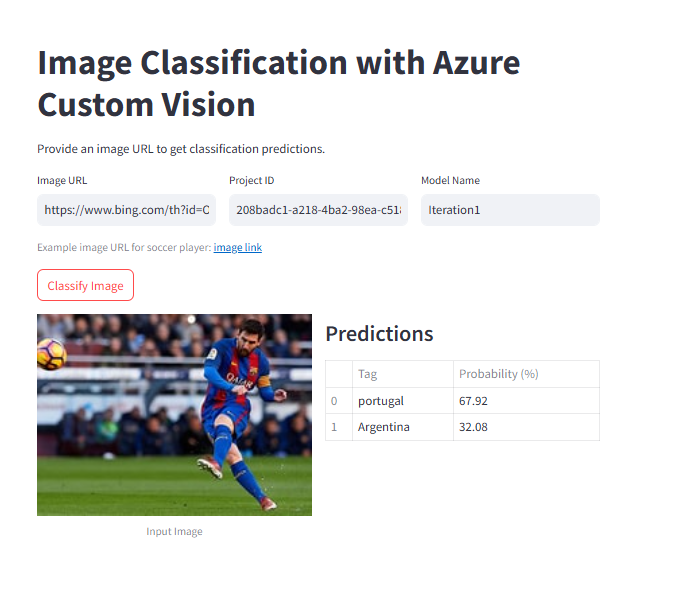 Image Classification with Azure
Custom Vision
Provide an image URL to get classification predictions.
Image URL Project ID Model Name
https://www.bing.com/th?id=C 208badc1-a218-4ba2-98ea-c518 Iteration1
Example image URL for soccer player: image link
Classify Image
Predictions
Tag Probability (%)
0 portugal 67.92
1 Argentina 32.08
QATAR
Input Image